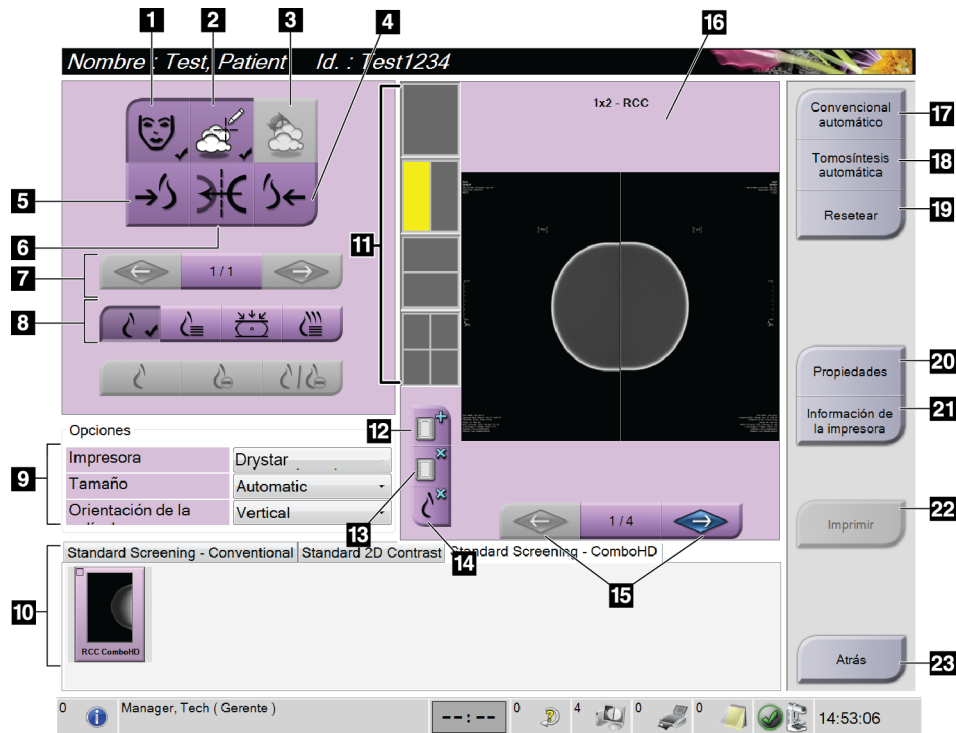 1 2 3 4 16
Nombre : Test, Patient Id. : Test1234
1x2 - RCC
Convencional automático 17
Tomosíntesis automática 18
Resetear 19
5
6
7 1 / 1
11
8
Propiedades 20
Información de la impresora 21
12
Opciones
9
Impresora Drystar
Tamaño Automatic
Orientación de la Vertical
13
14
1 / 4
15
Imprimir 22
Standard Screening - Conventional Standard 2D Contrast Standard Screening - ComboHD
10
RCC ComboHD
Atrás 23
0 Manager, Tech ( Gerente ) --:-- 0 4 0 0 14:53:06